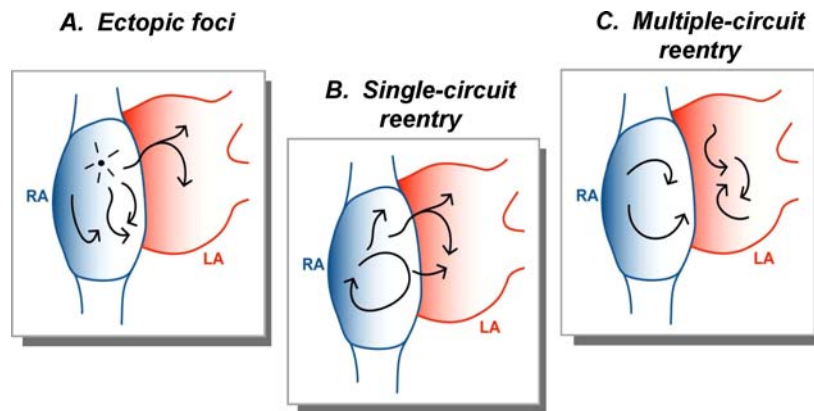 A. Ectopic foci
RA
LA
B. Single-circuit
reentry
RA
LA
C. Multiple-circuit
reentry
RA
LA